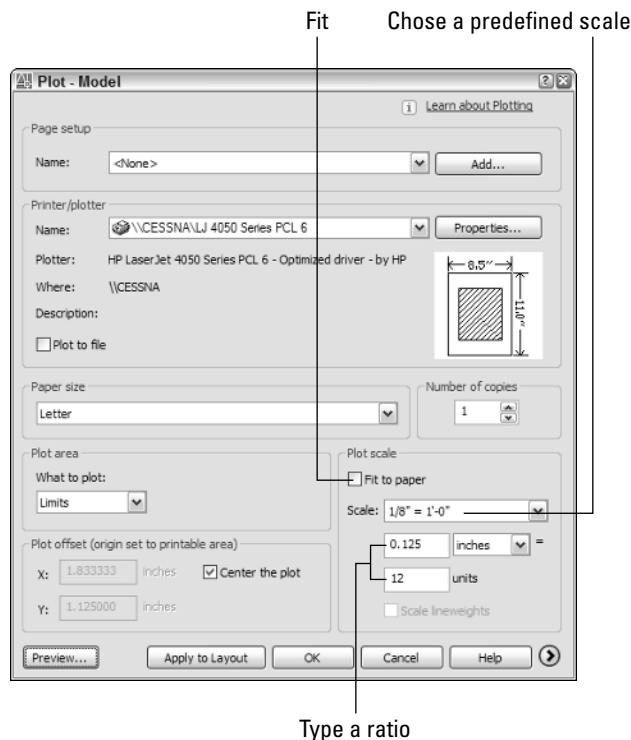 Fit Chose a predefined scale
Plot - Model
Learn about Plotting
Page setup
Name: <None> Add...
Printer/plotter
Name: \\CESSNA\LJ 4050 Series PCL 6 Properties...
Plotter: HP LaserJet 4050 Series PCL 6 - Optimized driver - by HP
Where: \\CESSNA
Description:
Plot to file
8.5″
11.0″
Paper size
Letter
Number of copies
1
Plot area
What to plot:
Limits
Plot offset (origin set to printable area)
X: 1.833333 inches Center the plot
Y: 1.125000 inches
Plot scale
Fit to paper
Scale: 1/8" = 1'-0"
0.125 inches =
12 units
Scale lineweights
Preview... Apply to Layout OK Cancel Help
Type a ratio